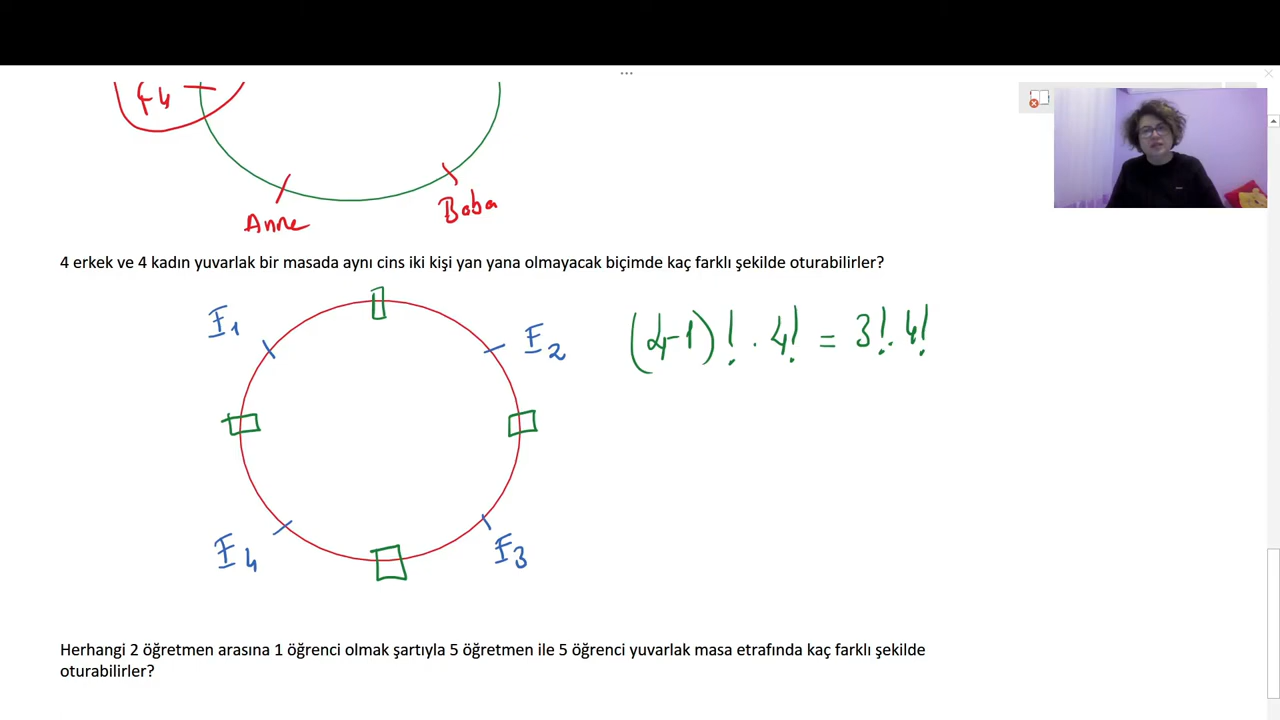 E4
Anne
Baba
4 erkek ve 4 kadın yuvarlak bir masada aynı cins iki kişi yan yana olmayacak biçimde kaç farklı şekilde oturabilirler?
E1
E2
(4-1)! . 4! = 3! . 4!
E4
E3
Herhangi 2 öğretmen arasına 1 öğrenci olmak şartıyla 5 öğretmen ile 5 öğrenci yuvarlak masa etrafında kaç farklı şekilde
oturabilirler?